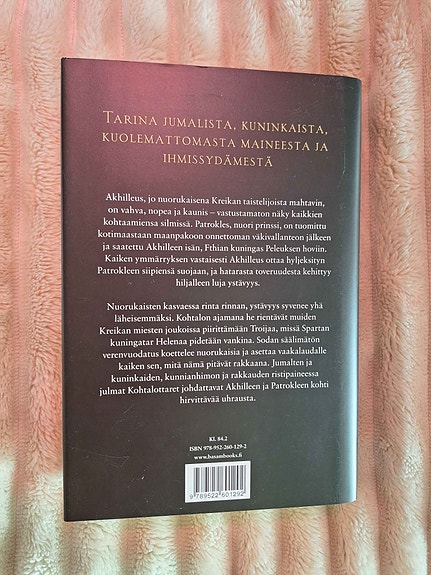 TARINA JUMALISTA, KUNINKAISTA,
KUOLEMATTOMASTA MAINEESTA JA
IHMISSYDÄMESTÄ
Akhilleus, jo nuorukaisena Kreikan taistelijoista mahtavin,
on vahva, nopea ja kaunis – vastustamaton näky kaikkien
kohtaamiensa silmissä. Patrokles, nuori prinssi, on tuomittu
kotimaastaan maanpakoon onnettoman väkivallanteon jälkeen
ja saatettu Akhilleen isän, Fthian kuningas Peleuksen hoviin.
Kaiken ymmärryksen vastaisesti Akhilleus ottaa hyljeksityn
Patrokleen siipiensä suojaan, ja hatarasta toveruudesta kehittyy
hiljalleen luja ystävyys.
Nuorukaisten kasvaessa rinta rinnan, ystävyys syvenee yhä
läheisemmäksi. Kohtalon ajamana he rientävät muiden
Kreikan miesten joukoissa piirittämään Troijaa, missä Spartan
kuningatar Helenaa pidetään vankina. Sodan säälimätön
verenvuodatus koettelee nuorukaisia ja asettaa vaakalaudalle
kaiken sen, mitä nämä pitävät rakkaana. Jumalten ja
kuninkaiden, kunnianhimon ja rakkauden ristipaineessa
julmat Kohtalottaret johdattavat Akhilleen ja Patrokleen kohti
hirvittävää uhrausta.
KL 84.2
ISBN 978-952-260-129-2
www.basambooks.fi
9 789522 601292